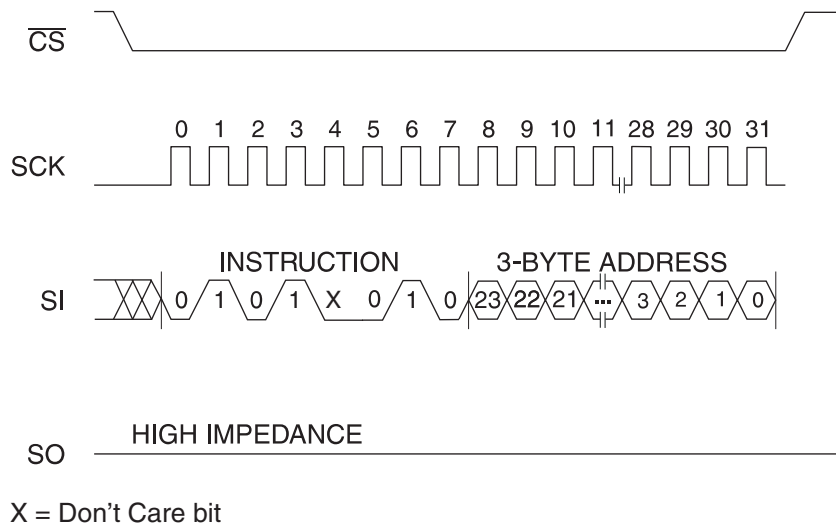 CS
0 1 2 3 4 5 6 7 8 9 10 11 28 29 30 31
SCK
INSTRUCTION 3-BYTE ADDRESS
SI 0 1 0 1 X 0 1 0 23 22 21 ... 3 2 1 0
HIGH IMPEDANCE
SO
X = Don't Care bit